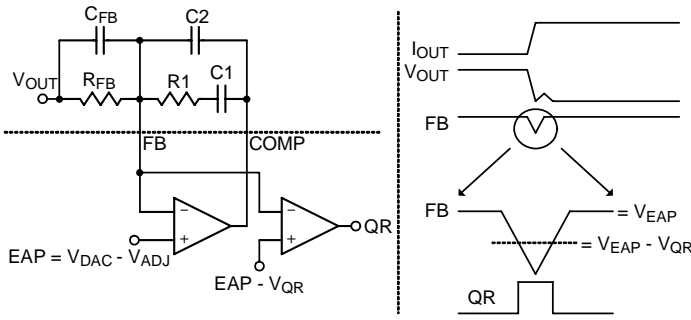 CFB
C2
VOUT
RFB
R1
C1
FB
COMP
−
+
−
+
QR
EAP = VDAC - VADJ
EAP - VQR
IOUT
VOUT
FB
FB
= VEAP
= VEAP - VQR
QR